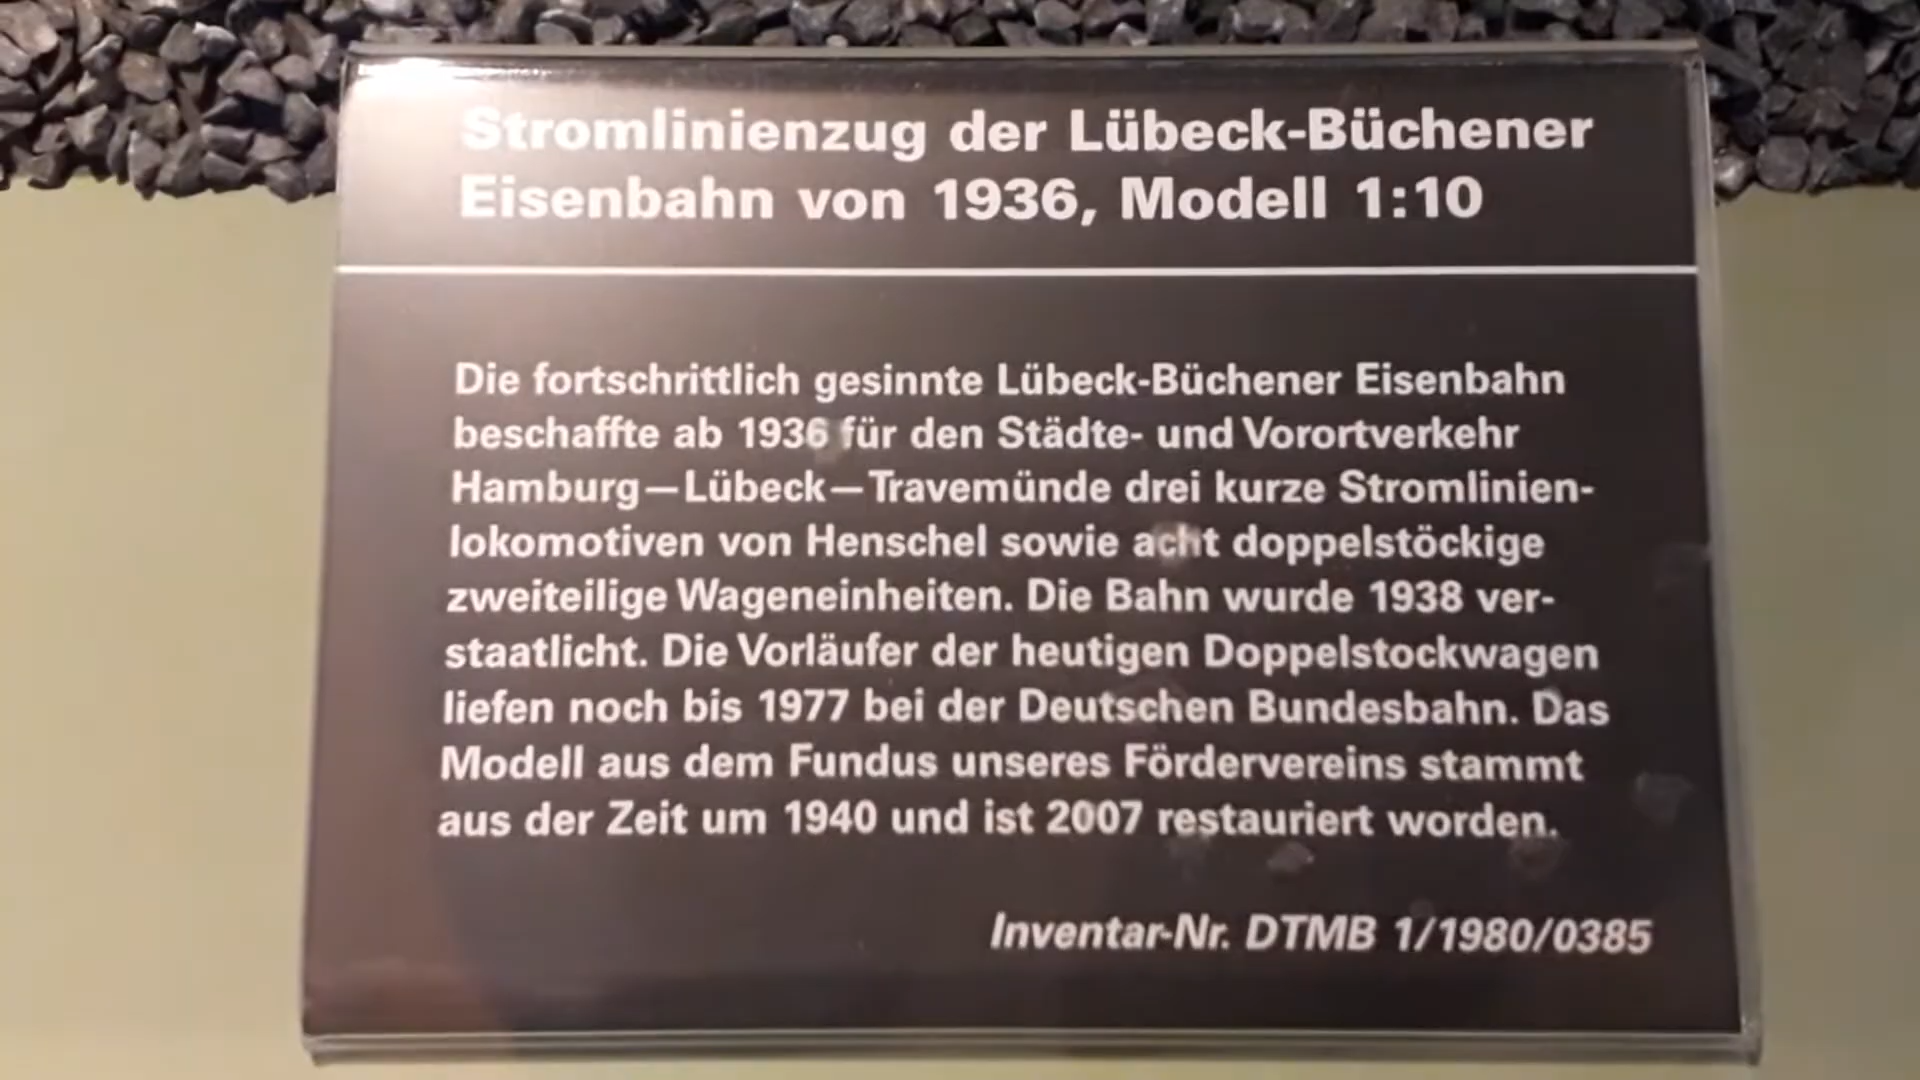 Stromlinienzug der Lübeck-Büchener
Eisenbahn von 1936, Modell 1:10
Die fortschrittlich gesinnte Lübeck-Büchener Eisenbahn
beschaffte ab 1936 für den Städte- und Vorortverkehr
Hamburg—Lübeck—Travemünde drei kurze Stromlinien-
lokomotiven von Henschel sowie acht doppelstöckige
zweiteilige Wageneinheiten. Die Bahn wurde 1938 ver-
staatlicht. Die Vorläufer der heutigen Doppelstockwagen
liefen noch bis 1977 bei der Deutschen Bundesbahn. Das
Modell aus dem Fundus unseres Fördervereins stammt
aus der Zeit um 1940 und ist 2007 restauriert worden.
Inventar-Nr. DTMB 1/1980/0385